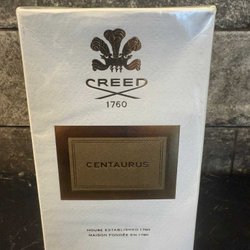 CREED
1760
CENTAURUS
HOUSE ESTABLISHED 1760
MAISON FONDÉE EN 1760